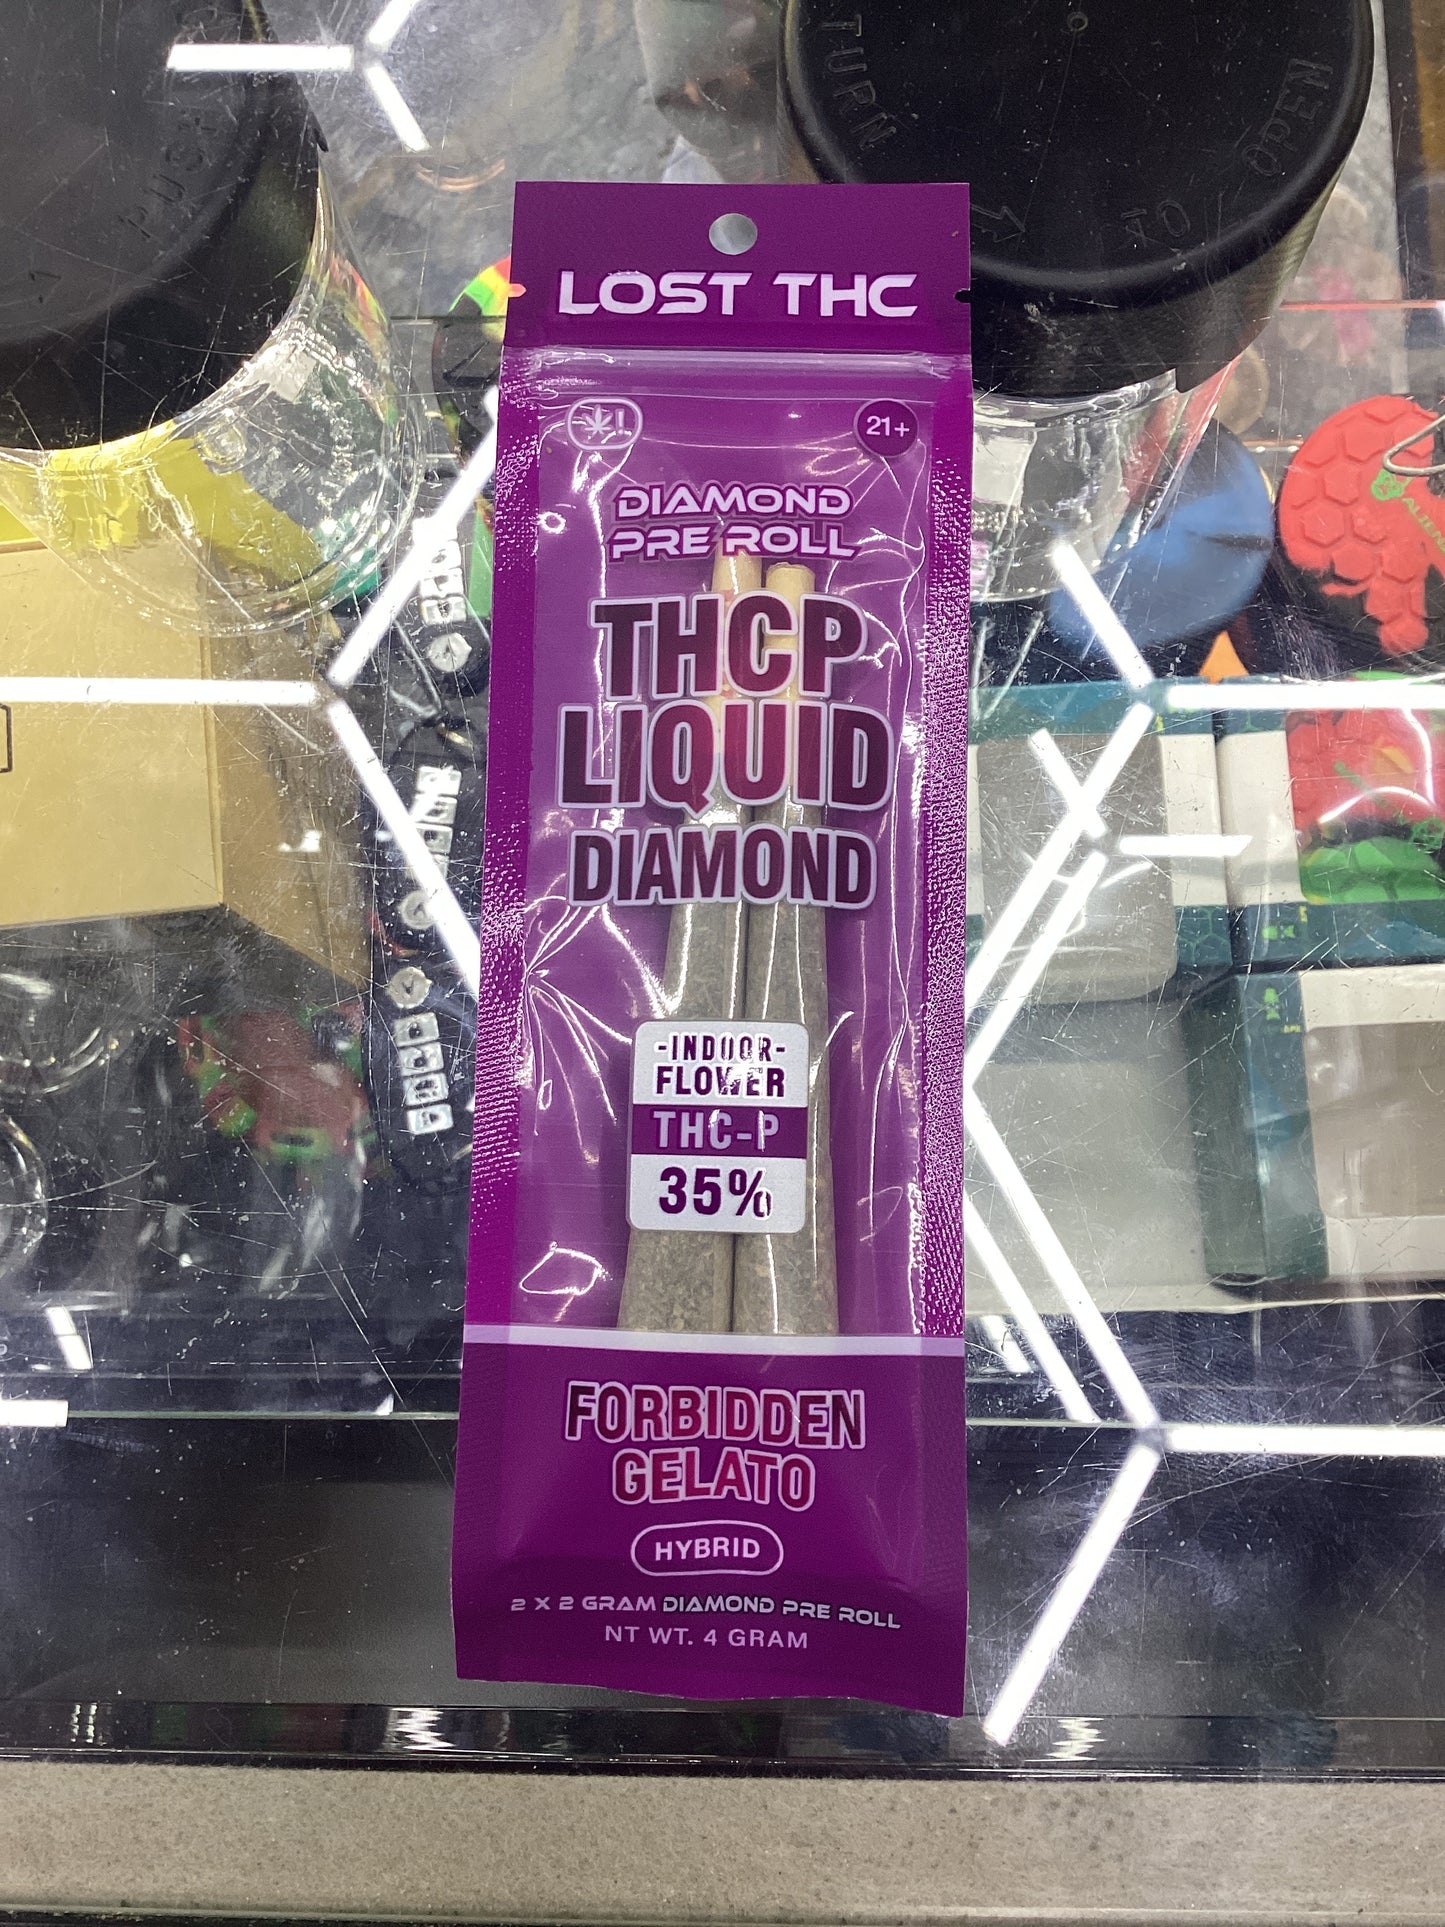 PUSH
TURN
TO
OPEN
LOST THC
21+
DIAMOND
PRE ROLL
THCP
LIQUID
DIAMOND
-INDOOR-
FLOWER
THC-P
35%
FORBIDDEN
GELATO
HYBRID
2 X 2 GRAM DIAMOND PRE ROLL
NT WT. 4 GRAM